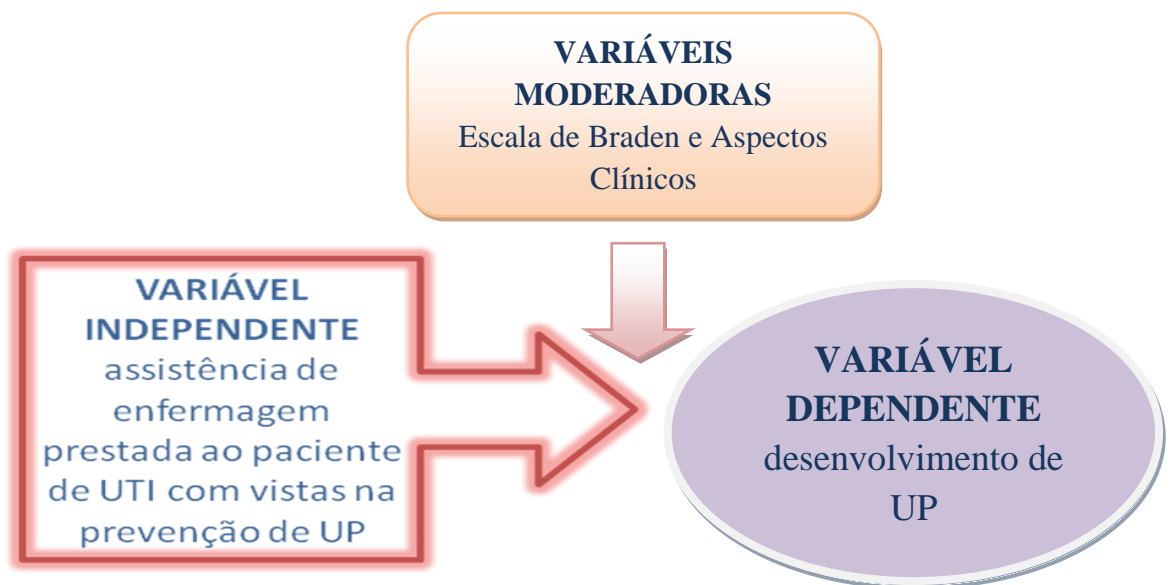 VARIÁVEIS
MODERADORAS
Escala de Braden e Aspectos
Clínicos
VARIÁVEL
INDEPENDENTE
assistência de
enfermagem
prestada ao paciente
de UTI com vistas na
prevenção de UP
VARIÁVEL
DEPENDENTE
desenvolvimento de
UP